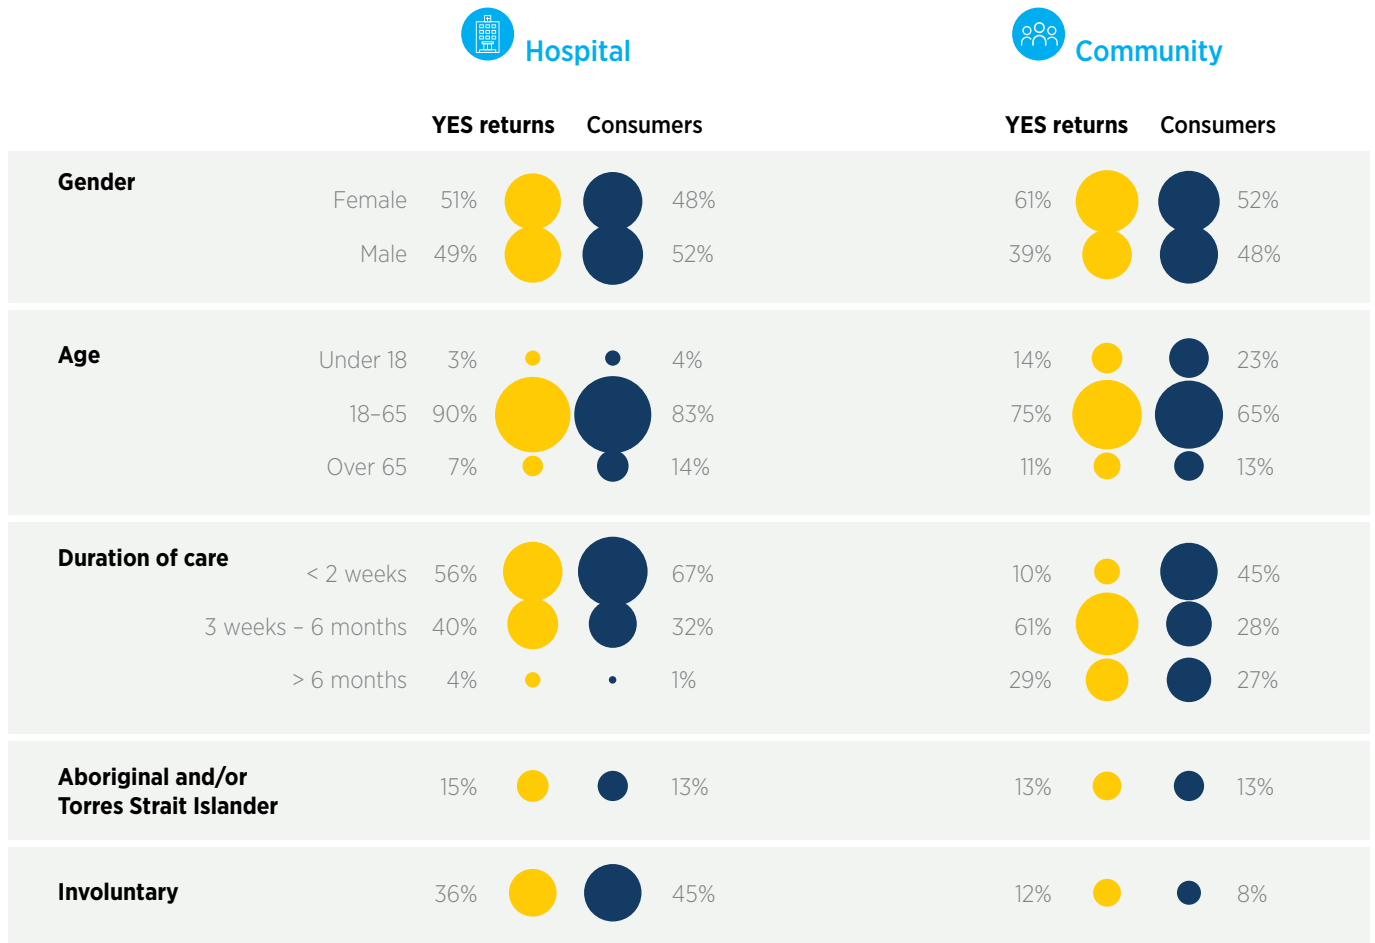 Hospital Community
YES returns Consumers YES returns Consumers
Gender
Female 51% 48% 61% 52%
Male 49% 52% 39% 48%
Age
Under 18 3% 4% 14% 23%
18–65 90% 83% 75% 65%
Over 65 7% 14% 11% 13%
Duration of care
< 2 weeks 56% 67% 10% 45%
3 weeks – 6 months 40% 32% 61% 28%
> 6 months 4% 1% 29% 27%
Aboriginal and/or
Torres Strait Islander
15% 13% 13% 13%
Involuntary 36% 45% 12% 8%